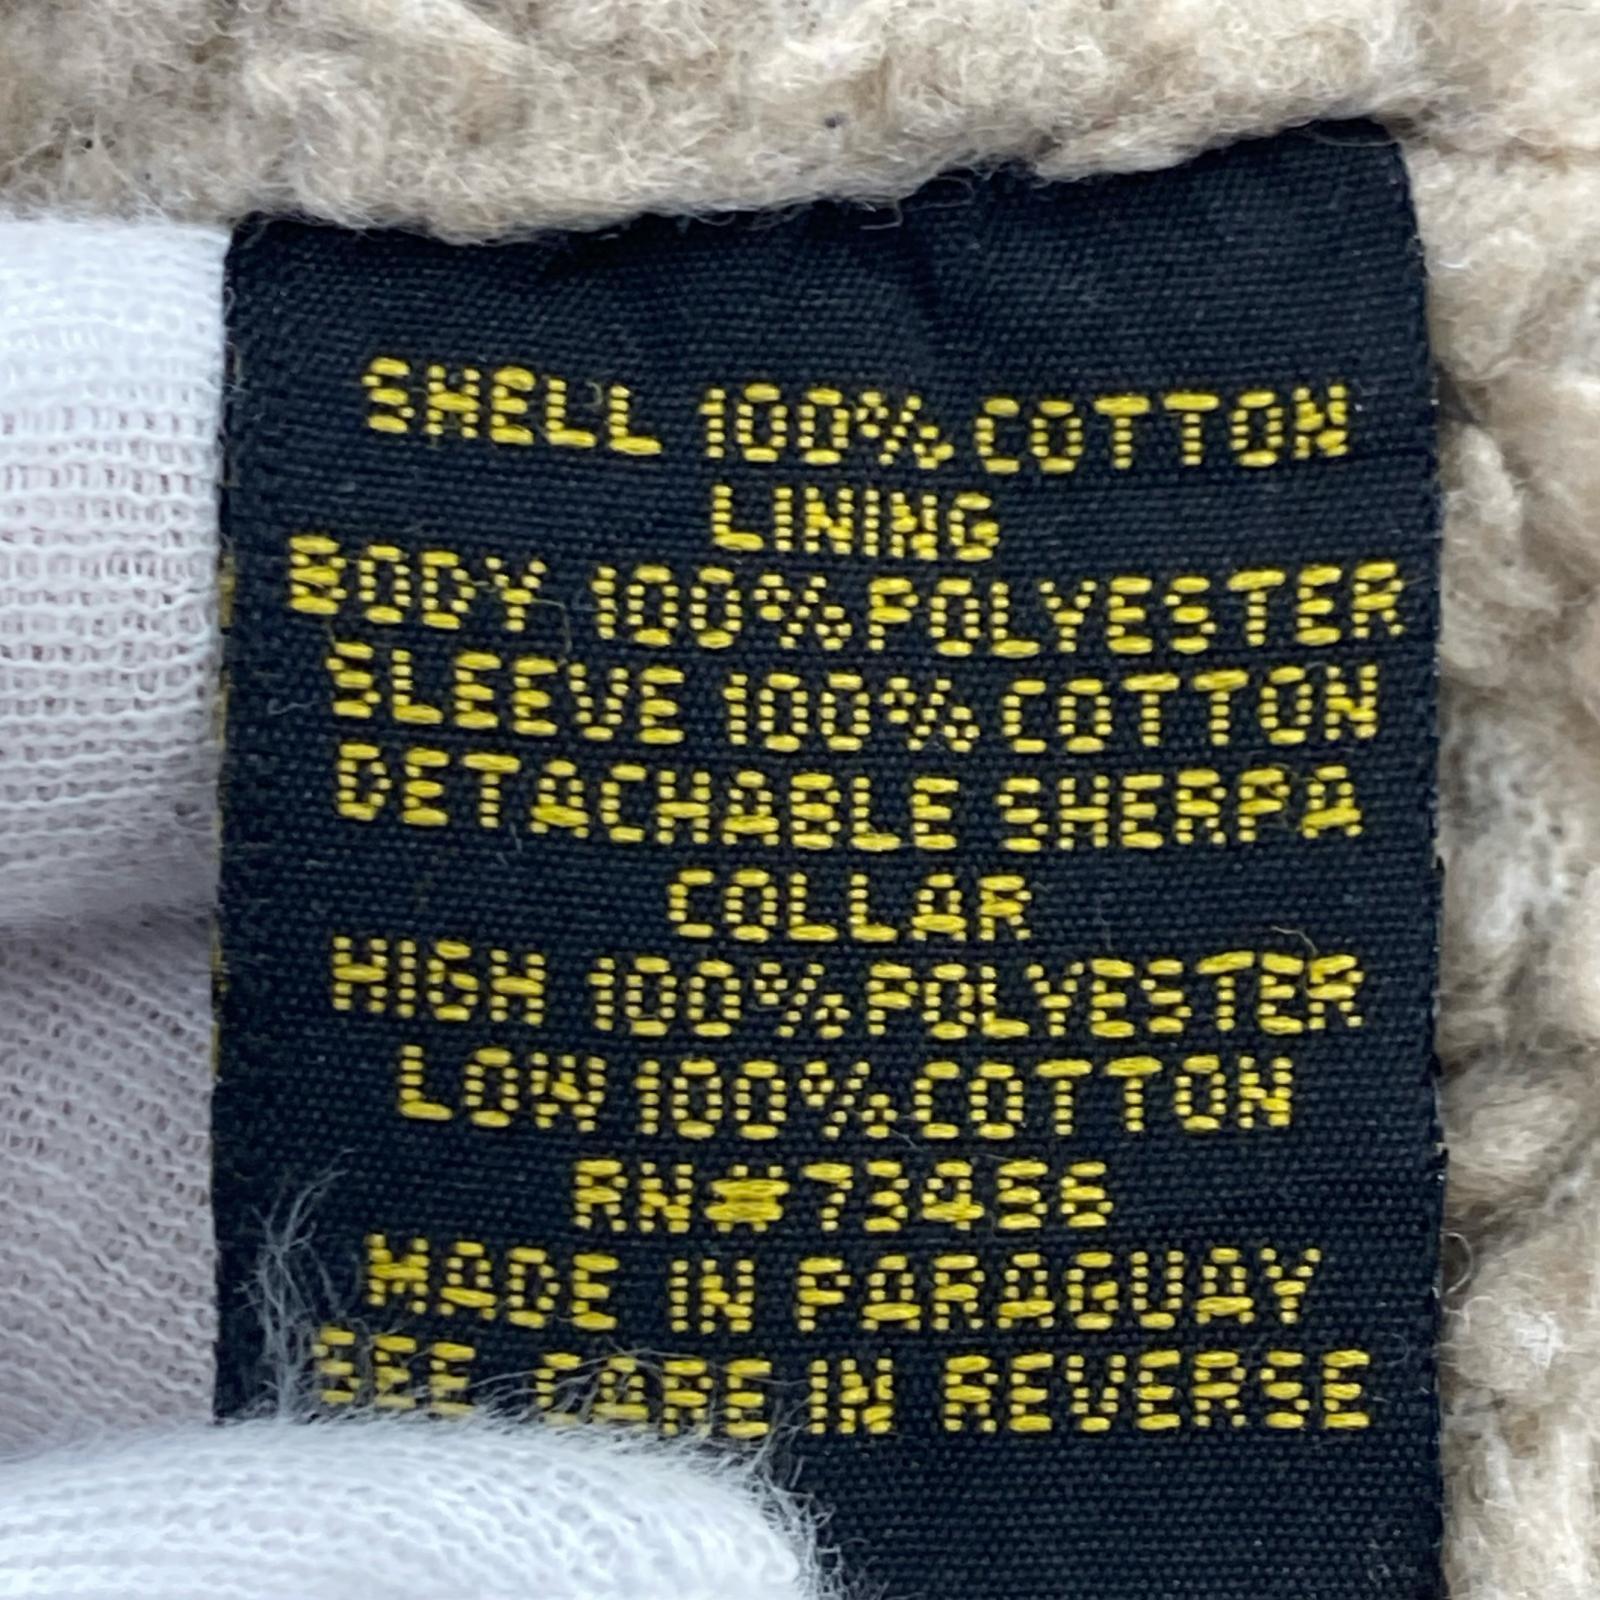 SHELL 100% COTTON
LINING
BODY 100% POLYESTER
SLEEVE 100% COTTON
DETACHABLE SHERPA
COLLAR
HIGH 100% POLYESTER
LOW 100% COTTON
RN#73456
MADE IN PARAGUAY
SEE CARE IN REVERSE